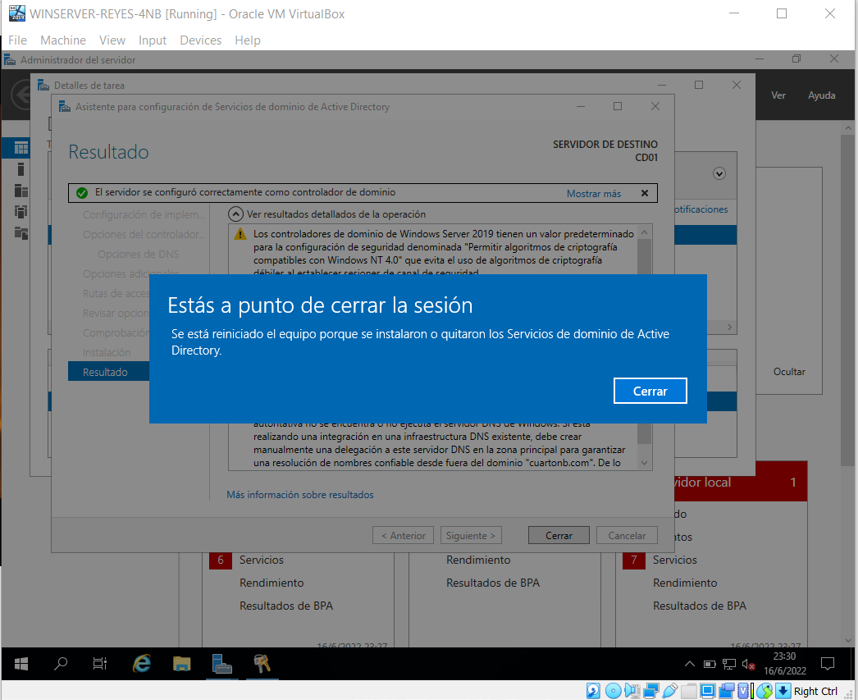 WINSERVER-REYES-4NB [Running] - Oracle VM VirtualBox
File Machine View Input Devices Help
Administrador del servidor
Detalles de tarea
Ver Ayuda
Asistente para configuración de Servicios de dominio de Active Directory
Resultado
SERVIDOR DE DESTINO
CD01
El servidor se configuró correctamente como controlador de dominio
Mostrar más
Configuración de implem...
Opciones del controlador...
Opciones de DNS
Opciones adicionales
Rutas de acces
Revisar opción
Comprobación
Instalación
Resultado
Ver resultados detallados de la operación
Los controladores de dominio de Windows Server 2019 tienen un valor predeterminado
para la configuración de seguridad denominada "Permitir algoritmos de criptografía
compatibles con Windows NT 4.0" que evita el uso de algoritmos de criptografía
débiles al establecer sesiones de canal de seguridad.
otificaciones
Estás a punto de cerrar la sesión
Se está reiniciado el equipo porque se instalaron o quitaron los Servicios de dominio de Active
Directory.
Cerrar
Ocultar
autoritativa no se encuentra o no ejecuta el servidor DNS de Windows. Si está
realizando una integración en una infraestructura DNS existente, debe crear
manualmente una delegación a este servidor DNS en la zona principal para garantizar
una resolución de nombres confiable desde fuera del dominio "cuartonb.com". De lo
Más información sobre resultados
< Anterior Siguiente > Cerrar Cancelar
vidor local 1
do
ntos
6 Servicios
Rendimiento
Resultados de BPA
16/6/2022 23:27
Rendimiento
Resultados de BPA
7 Servicios
Rendimiento
Resultados de BPA
16/6/2022 23:27
23:30
16/6/2022
Right Ctrl